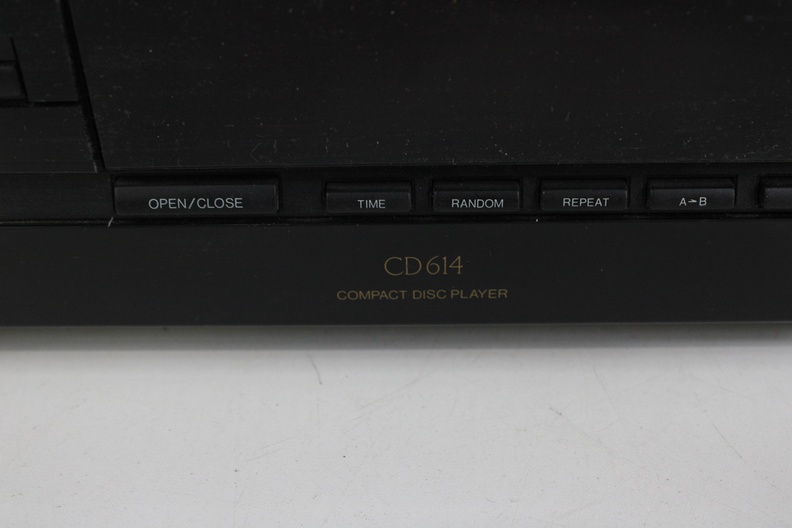 OPEN/CLOSE TIME RANDOM REPEAT A→B
CD614
COMPACT DISC PLAYER